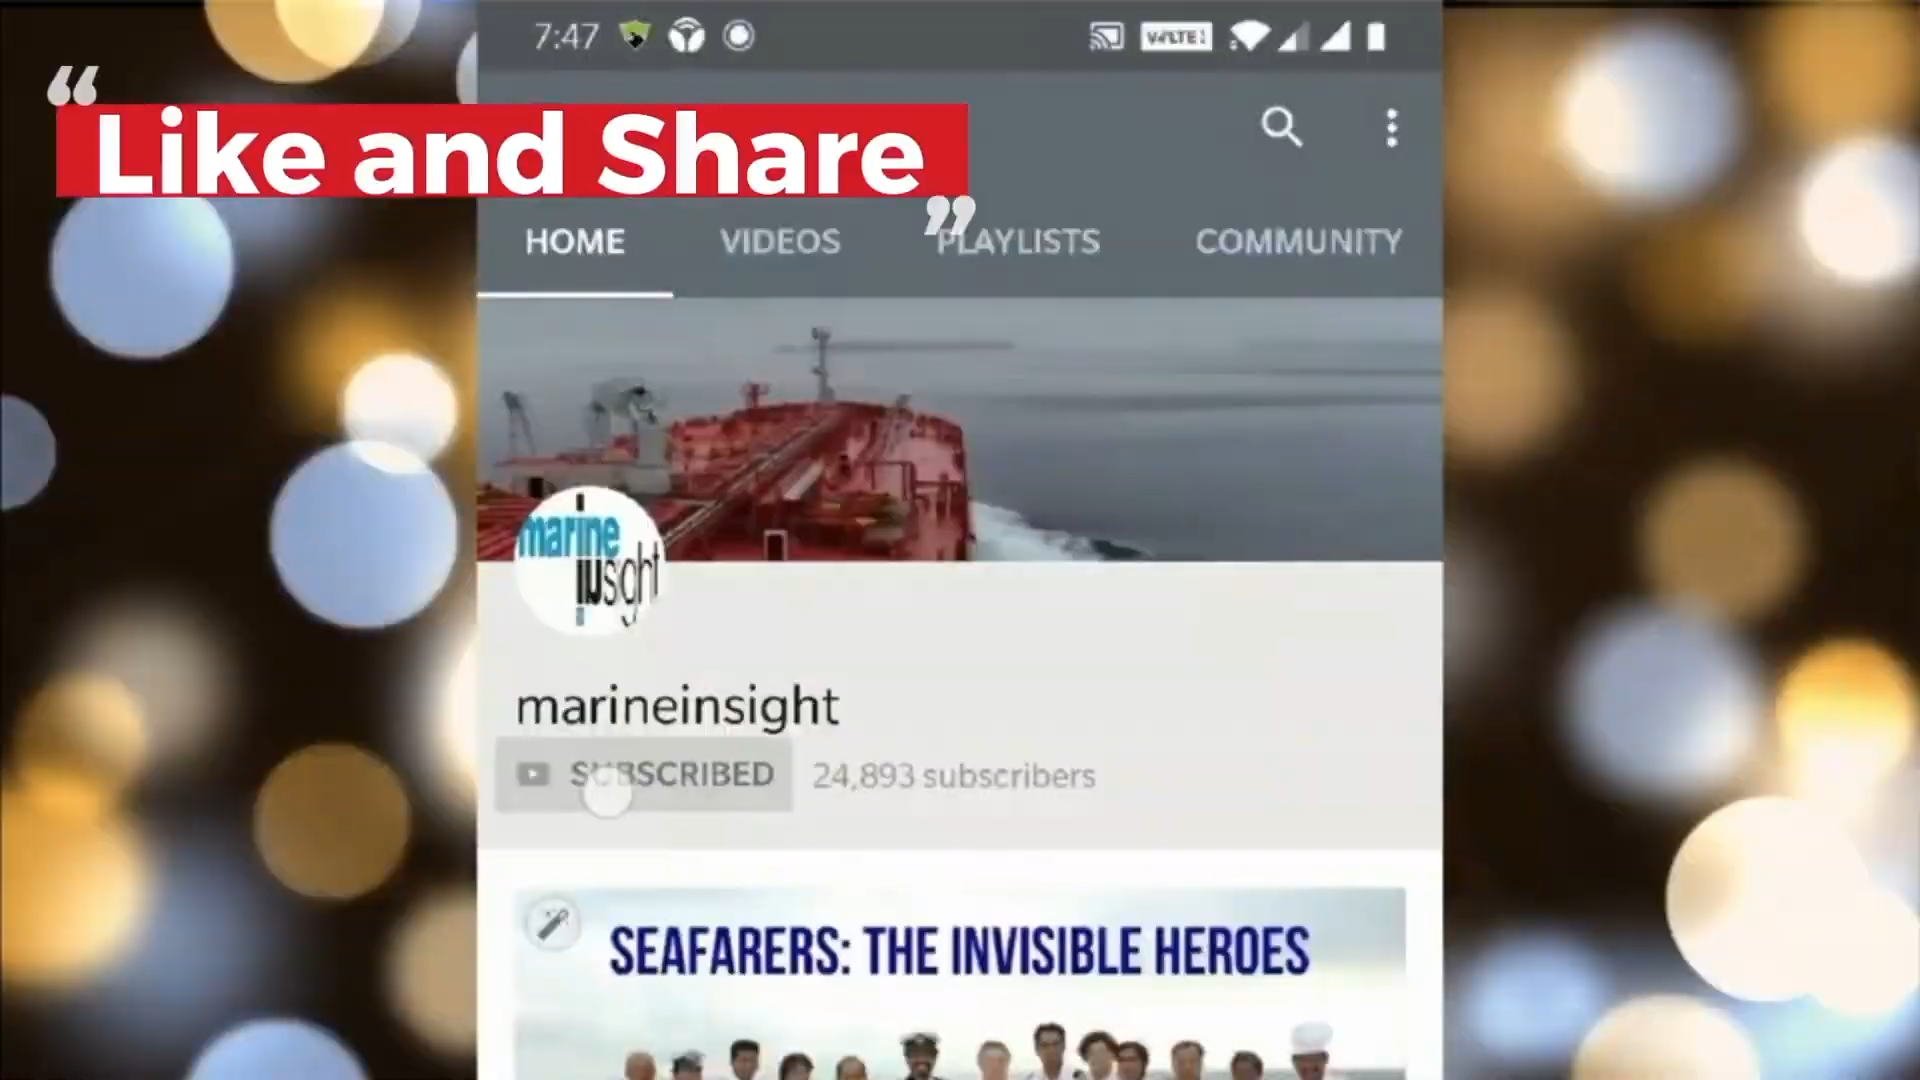 7:47
VoLTE
“
Like and Share
”
HOME VIDEOS PLAYLISTS COMMUNITY
marine
insight
marineinsight
SUBSCRIBED 24,893 subscribers
SEAFARERS: THE INVISIBLE HEROES